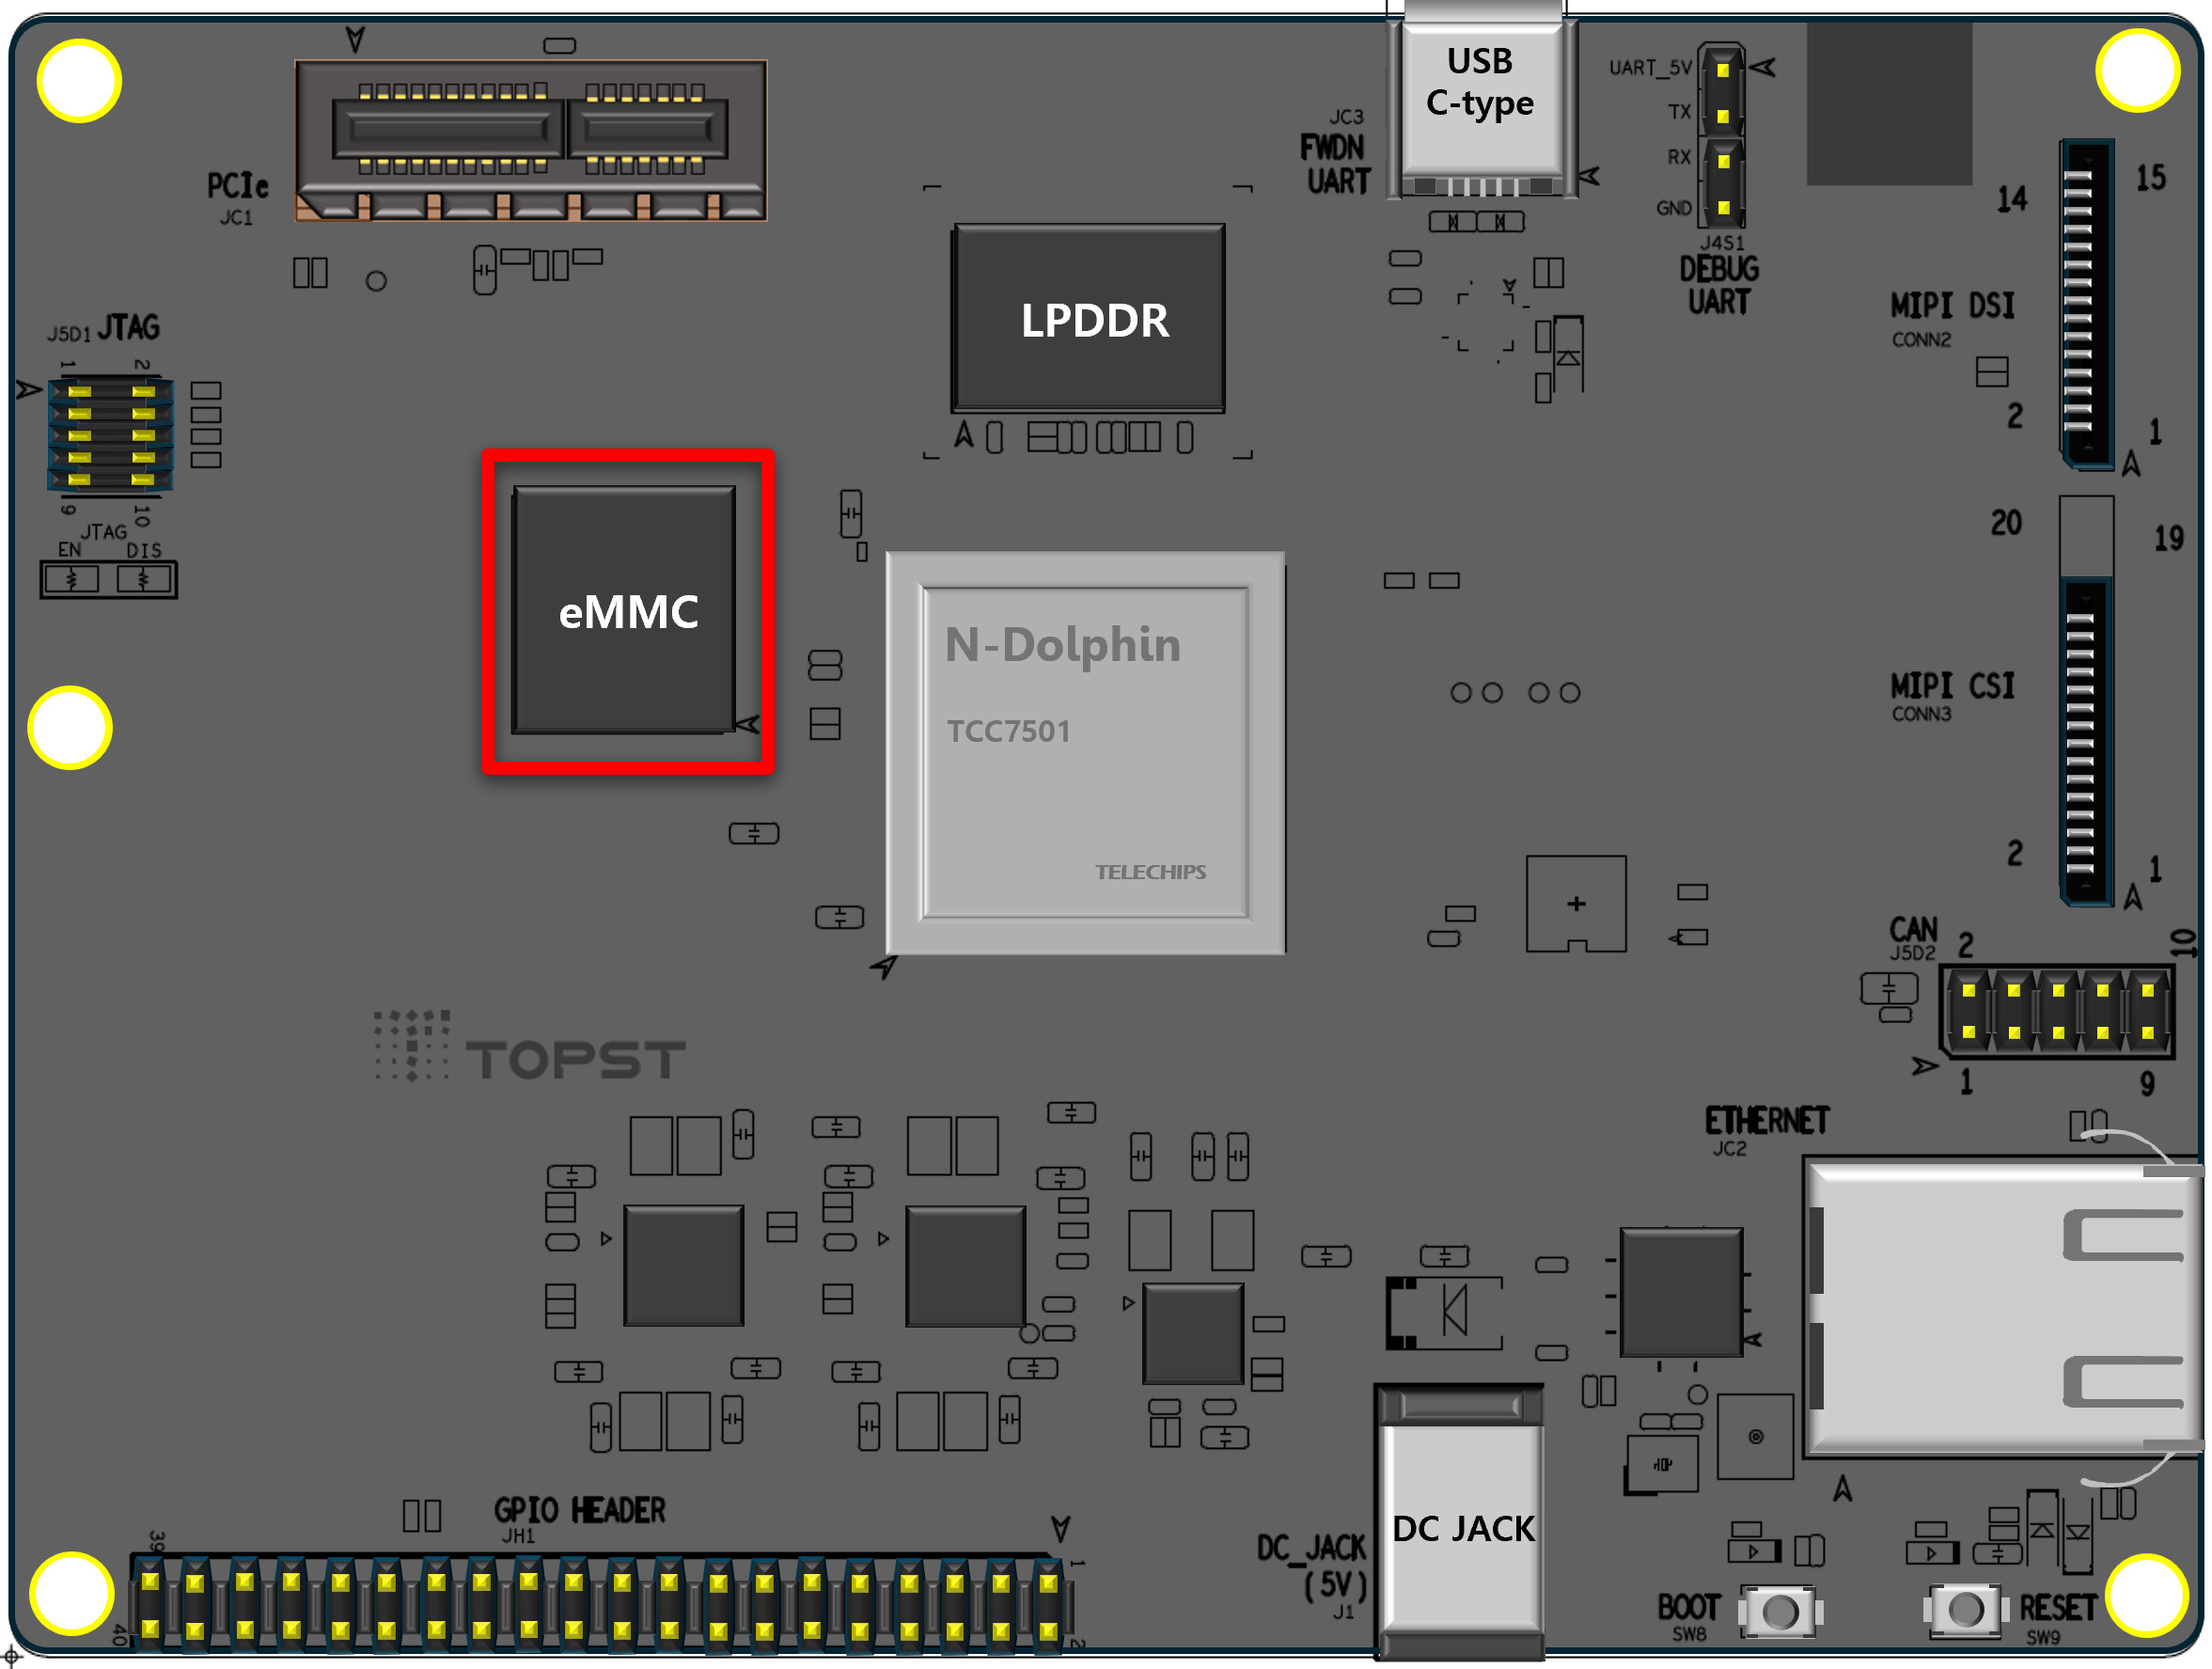 USB
C-type
JC3
FWDN
UART
UART_5V
TX
RX
GND
J4S1
DEBUG
UART
PCIe
JC1
LPDDR
14
15
MIPI DSI
CONN2
2
1
J5D1 JTAG
1
2
9
10
JTAG
EN
DIS
eMMC
20
19
N-Dolphin
TCC7501
TELECHIPS
MIPI CSI
CONN3
2
1
CAN
J5D2
2
10
1
9
TOPST
ETHERNET
JC2
GPIO HEADER
JH1
39
1
40
2
DC_JACK
(5V)
J1
DC JACK
BOOT
SW8
RESET
SW9